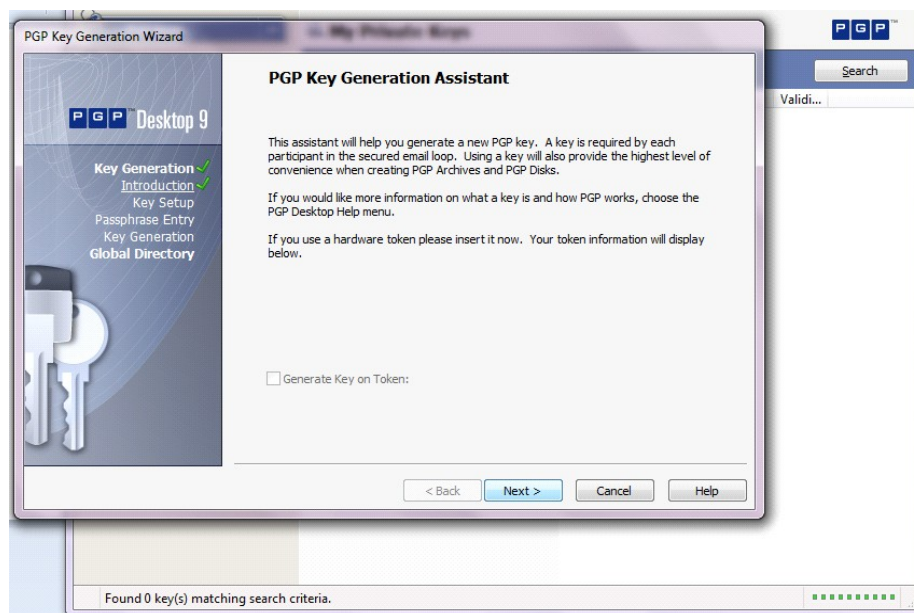 PGP Key Generation Wizard
My Private Keys
PGP™
Search
Validi...
PGP™ Desktop 9
Key Generation
Introduction
Key Setup
Passphrase Entry
Key Generation
Global Directory
PGP Key Generation Assistant
This assistant will help you generate a new PGP key. A key is required by each
participant in the secured email loop. Using a key will also provide the highest level of
convenience when creating PGP Archives and PGP Disks.
If you would like more information on what a key is and how PGP works, choose the
PGP Desktop Help menu.
If you use a hardware token please insert it now. Your token information will display
below.
Generate Key on Token:
< Back
Next >
Cancel
Help
Found 0 key(s) matching search criteria.